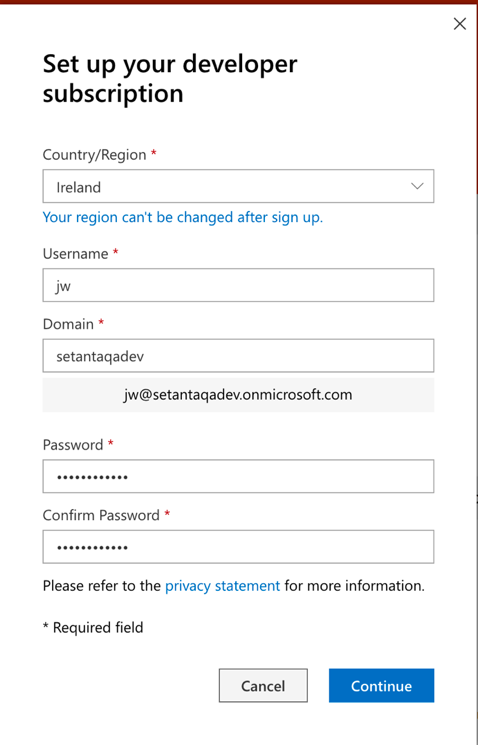 Set up your developer
subscription
Country/Region *
Ireland
Your region can't be changed after sign up.
Username *
jw
Domain *
setantaqadev
jw@setantaqadev.onmicrosoft.com
Password *
••••••••••••
Confirm Password *
••••••••••••
Please refer to the privacy statement for more information.
* Required field
Cancel
Continue